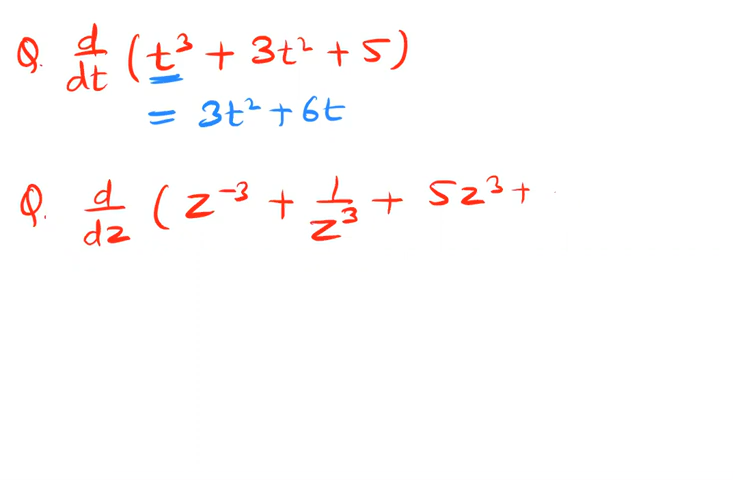 Q. d/dt (t³ + 3t² + 5)
= 3t² + 6t
Q. d/dz (z⁻³ + 1/z³ + 5z³ +